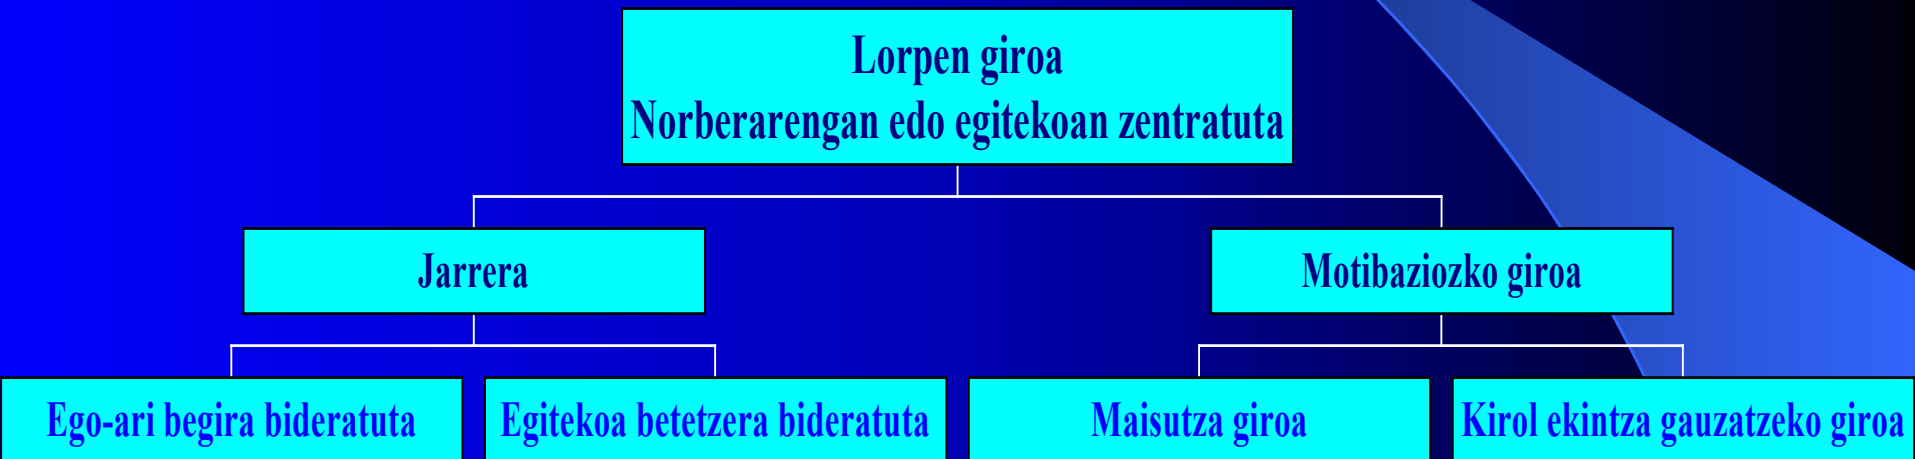 Lorpen giroa
Norberarengan edo egitekoan zentratuta
Jarrera
Motibaziozko giroa
Ego-ari begira bideratuta
Egitekoa betetzera bideratuta
Maisutza giroa
Kirol ekintza gauzatzeko giroa